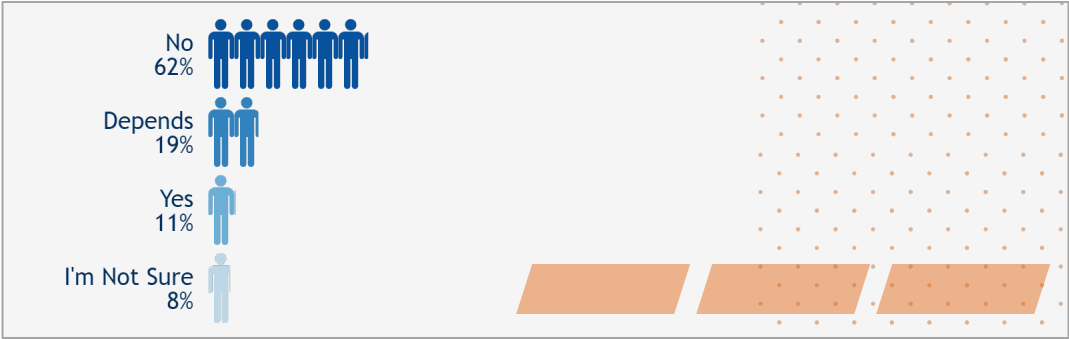 No
62%
Depends
19%
Yes
11%
I'm Not Sure
8%